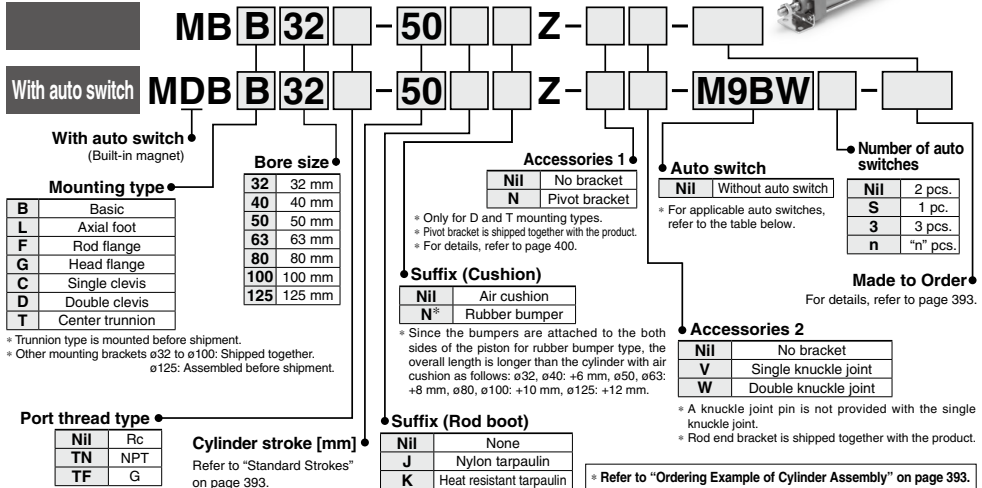 MB B 32 - 50 Z- -
With auto switch MDB B 32 - 50 Z- - M9BW -
With auto switch
(Built-in magnet)
Mounting type
B Basic
L Axial foot
F Rod flange
G Head flange
C Single clevis
D Double clevis
T Center trunnion
* Trunnion type is mounted before shipment.
* Other mounting brackets ø32 to ø100: Shipped together.
ø125: Assembled before shipment.
Bore size
32 32 mm
40 40 mm
50 50 mm
63 63 mm
80 80 mm
100 100 mm
125 125 mm
Port thread type
Nil Rc
TN NPT
TF G
Cylinder stroke [mm]
Refer to "Standard Strokes"
on page 393.
Accessories 1
Nil No bracket
N Pivot bracket
* Only for D and T mounting types.
* Pivot bracket is shipped together with the product.
* For details, refer to page 400.
Suffix (Cushion)
Nil Air cushion
N* Rubber bumper
* Since the bumpers are attached to the both
sides of the piston for rubber bumper type, the
overall length is longer than the cylinder with air
cushion as follows: ø32, ø40: +6 mm, ø50, ø63:
+8 mm, ø80, ø100: +10 mm, ø125: +12 mm.
Suffix (Rod boot)
Nil None
J Nylon tarpaulin
K Heat resistant tarpaulin
Auto switch
Nil Without auto switch
* For applicable auto switches,
refer to the table below.
Number of auto
switches
Nil 2 pcs.
S 1 pc.
3 3 pcs.
n "n" pcs.
Made to Order
For details, refer to page 393.
Accessories 2
Nil No bracket
V Single knuckle joint
W Double knuckle joint
* A knuckle joint pin is not provided with the single
knuckle joint.
* Rod end bracket is shipped together with the product.
* Refer to "Ordering Example of Cylinder Assembly" on page 393.